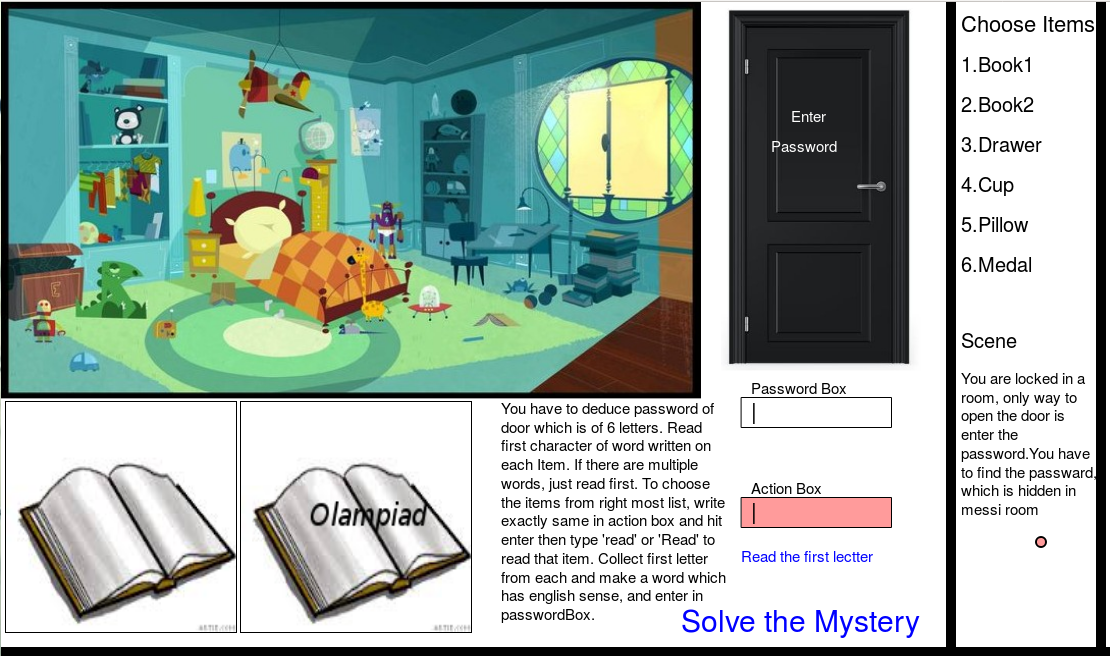 Enter
Password
Choose Items
1.Book1
2.Book2
3.Drawer
4.Cup
5.Pillow
6.Medal
Scene
You are locked in a
room, only way to
open the door is
enter the
password.You have
to find the passward,
which is hidden in
messi room
Password Box
Action Box
Read the first lectter
Solve the Mystery
Olampiad
ARTIE.COM
ARTIE.COM
You have to deduce password of
door which is of 6 letters. Read
first character of word written on
each Item. If there are multiple
words, just read first. To choose
the items from right most list, write
exactly same in action box and hit
enter then type 'read' or 'Read' to
read that item. Collect first letter
from each and make a word which
has english sense, and enter in
passwordBox.